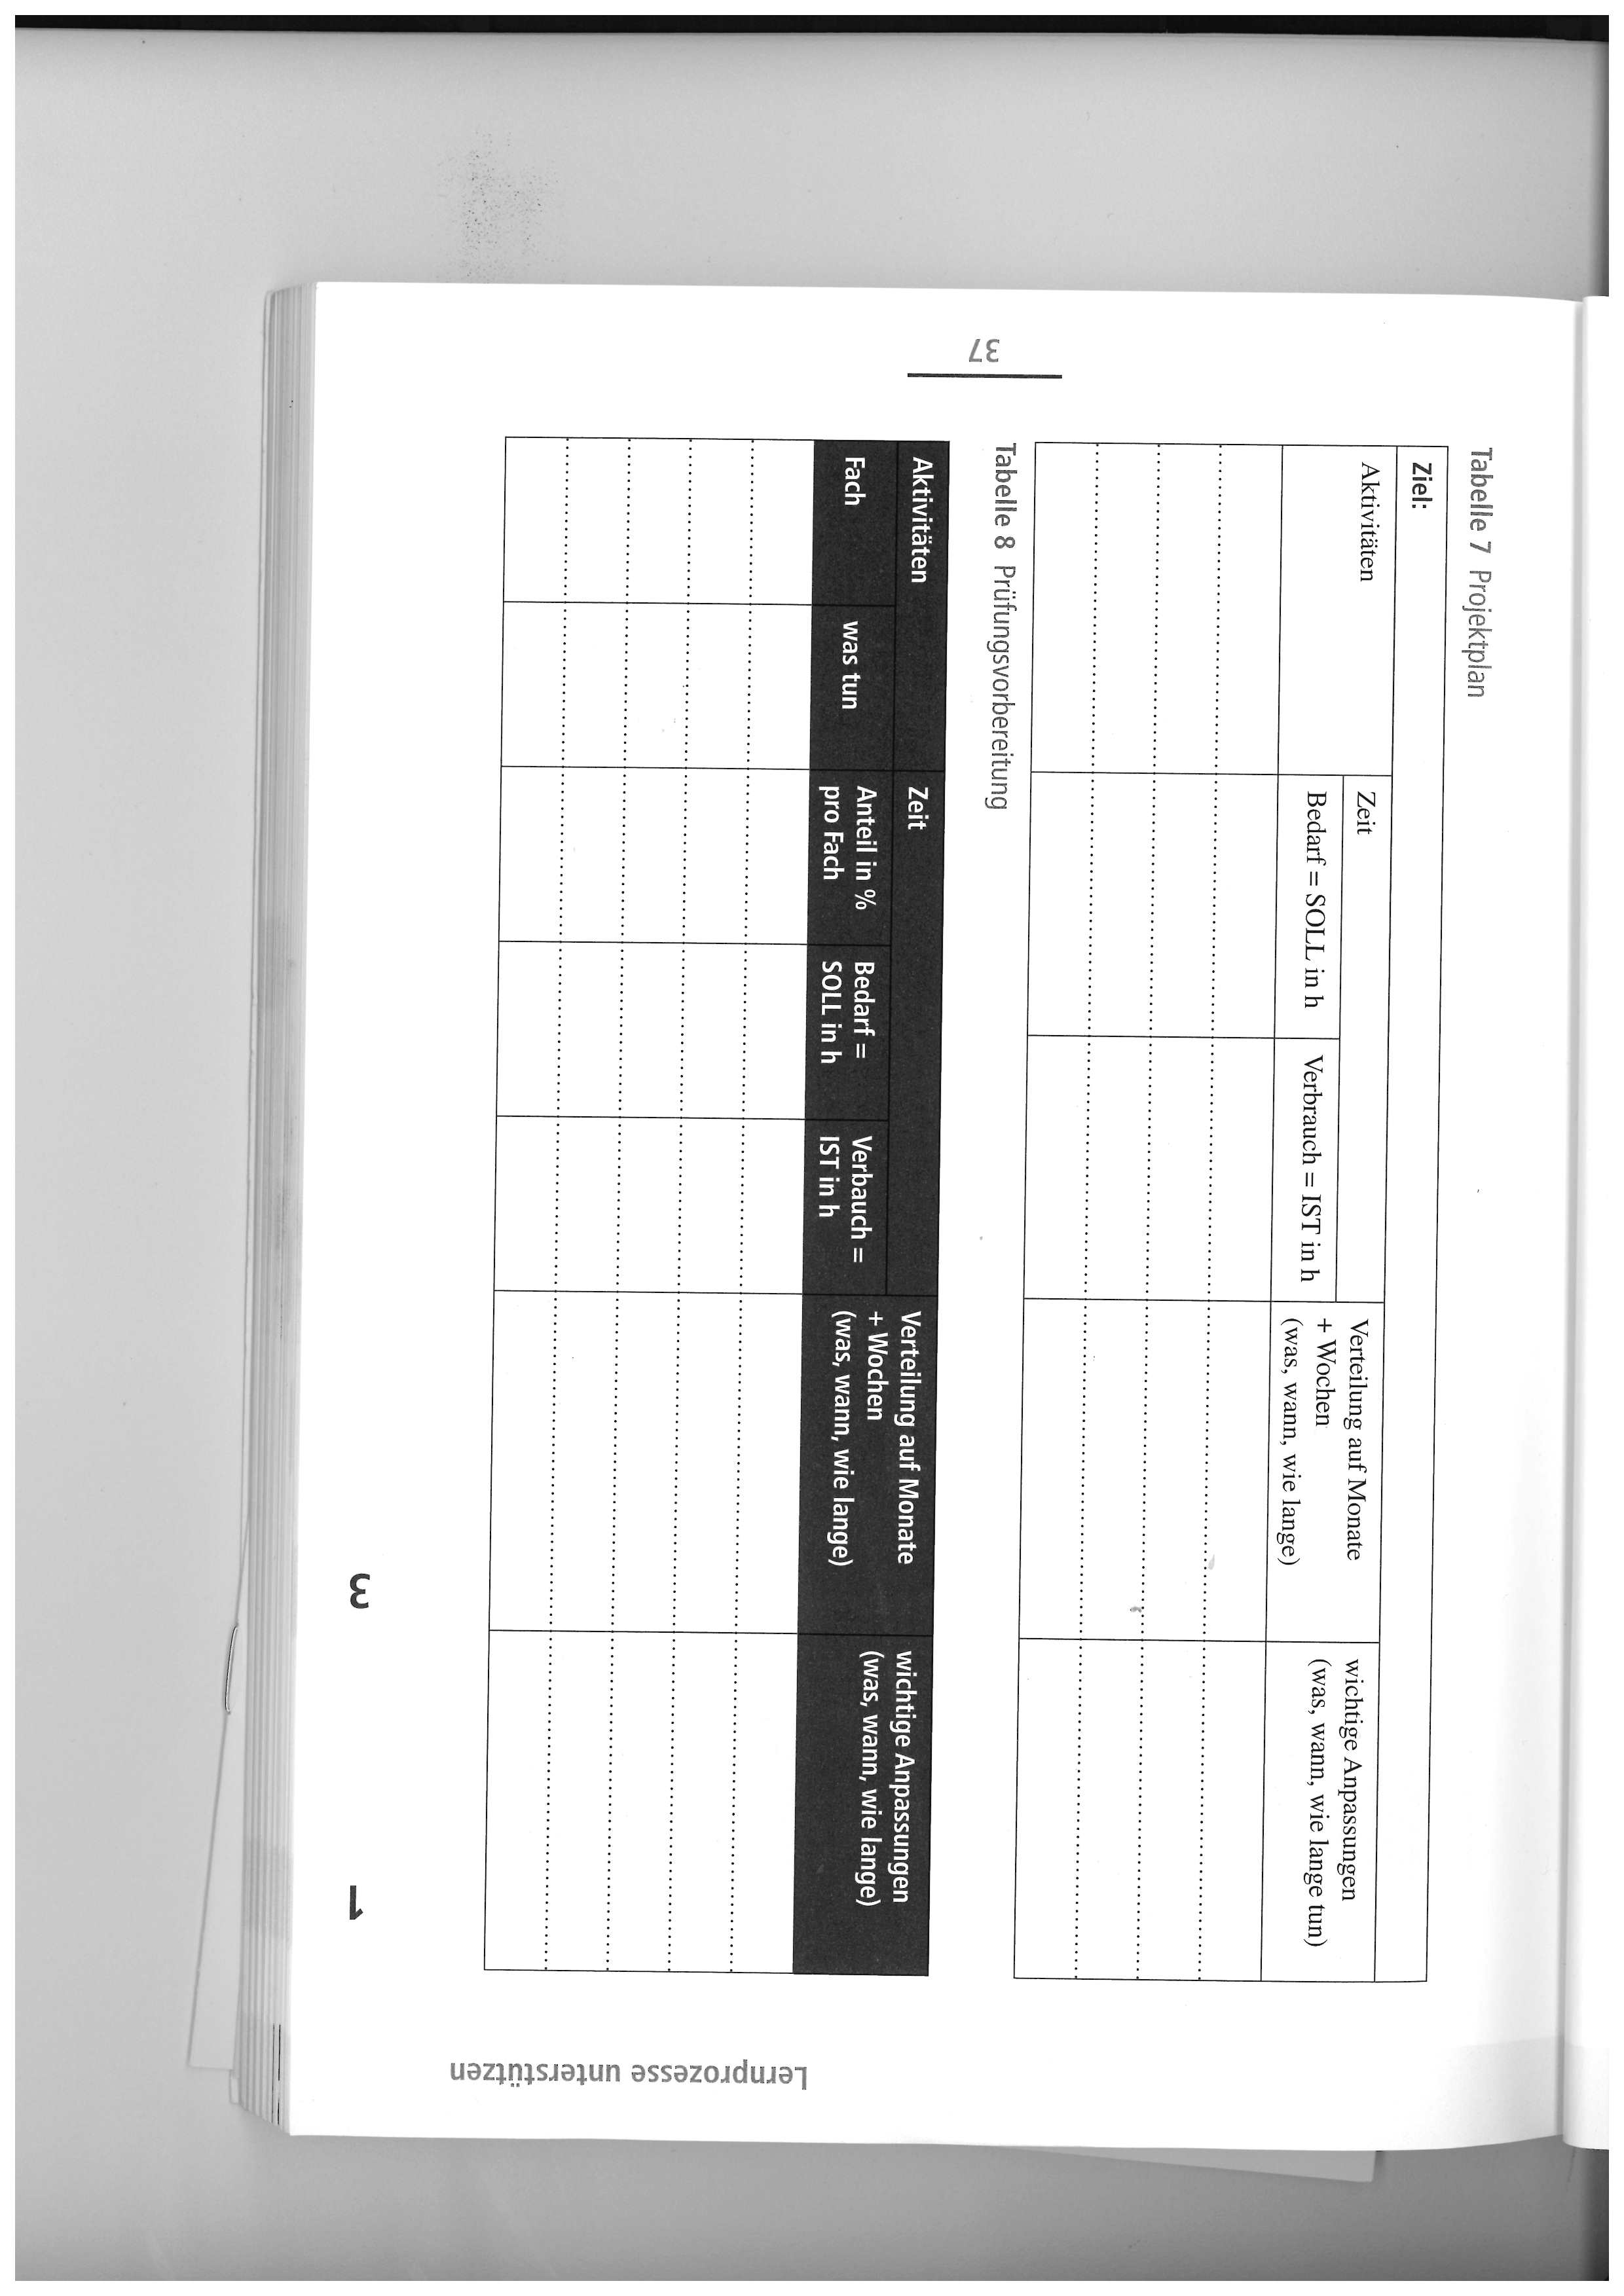 Tabelle 7 Projektplan
Ziel:
Aktivitäten
Zeit
Bedarf = SOLL in h
Verbrauch = IST in h
Verteilung auf Monate
+ Wochen
(was, wann, wie lange)
wichtige Anpassungen
(was, wann, wie lange tun)
Tabelle 8 Prüfungsvorbereitung
Aktivitäten
Zeit
Fach
was tun
Anteil in %
pro Fach
Bedarf =
SOLL in h
Verbauch =
IST in h
Verteilung auf Monate
+ Wochen
(was, wann, wie lange)
wichtige Anpassungen
(was, wann, wie lange)
37
Lernprozesse unterstützen
3
1